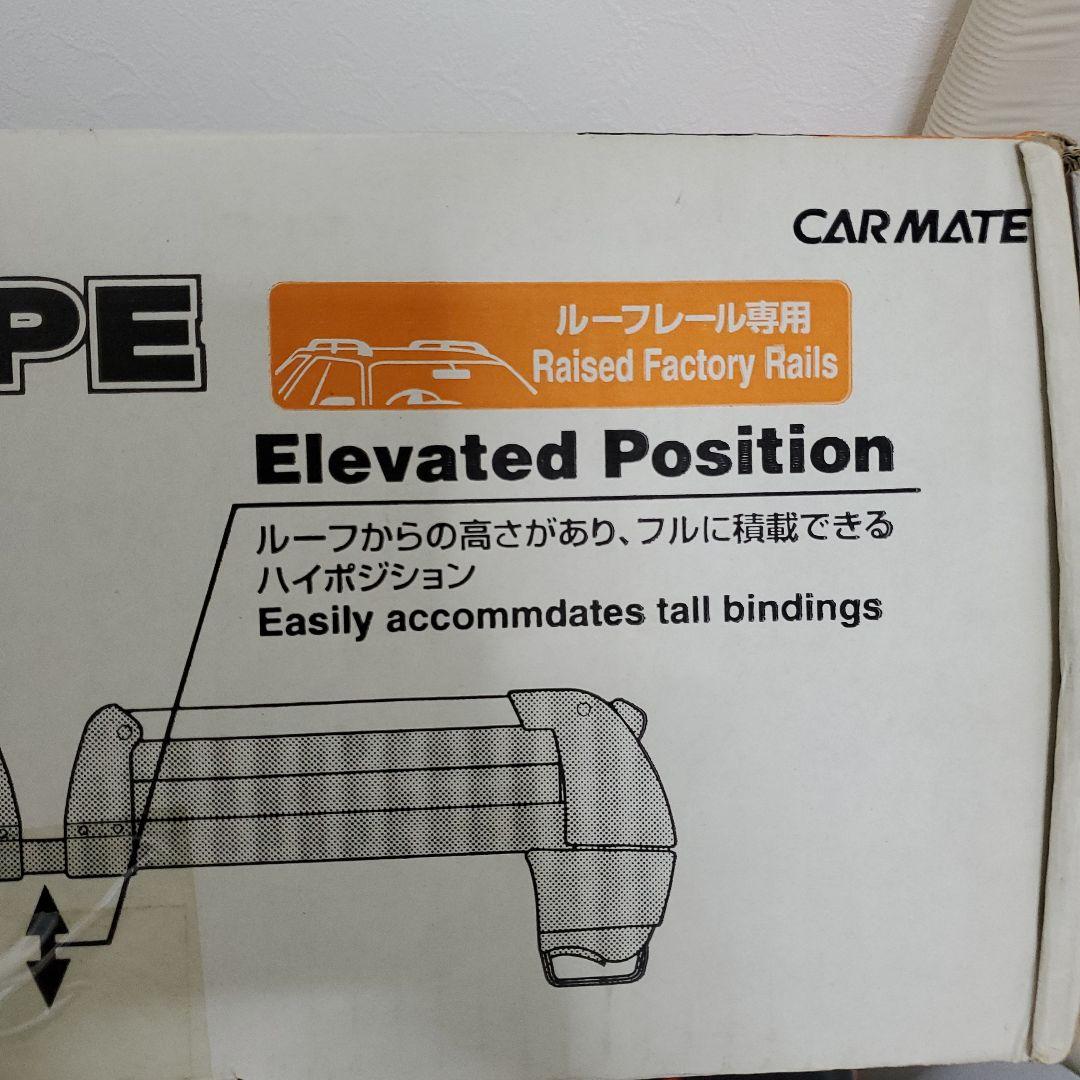 CAR MATE
PE
ルーフレール専用
Raised Factory Rails
Elevated Position
ルーフからの高さがあり、フルに積載できる
ハイポジション
Easily accommdates tall bindings